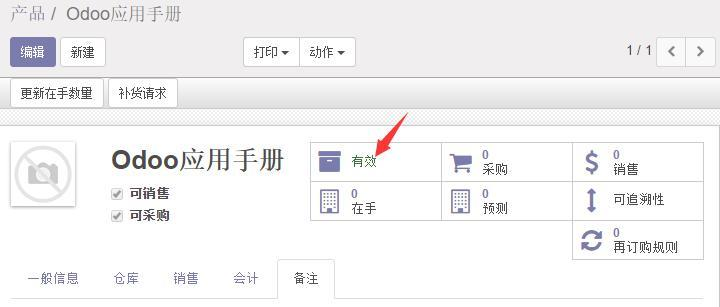 产品 / Odoo应用手册
编辑 新建 打印 动作 1 / 1
更新在手数量 补货请求
Odoo应用手册
可销售
可采购
有效
0 采购
0 销售
0 在手
0 预测
可追溯性
0 再订购规则
一般信息 仓库 销售 会计 备注